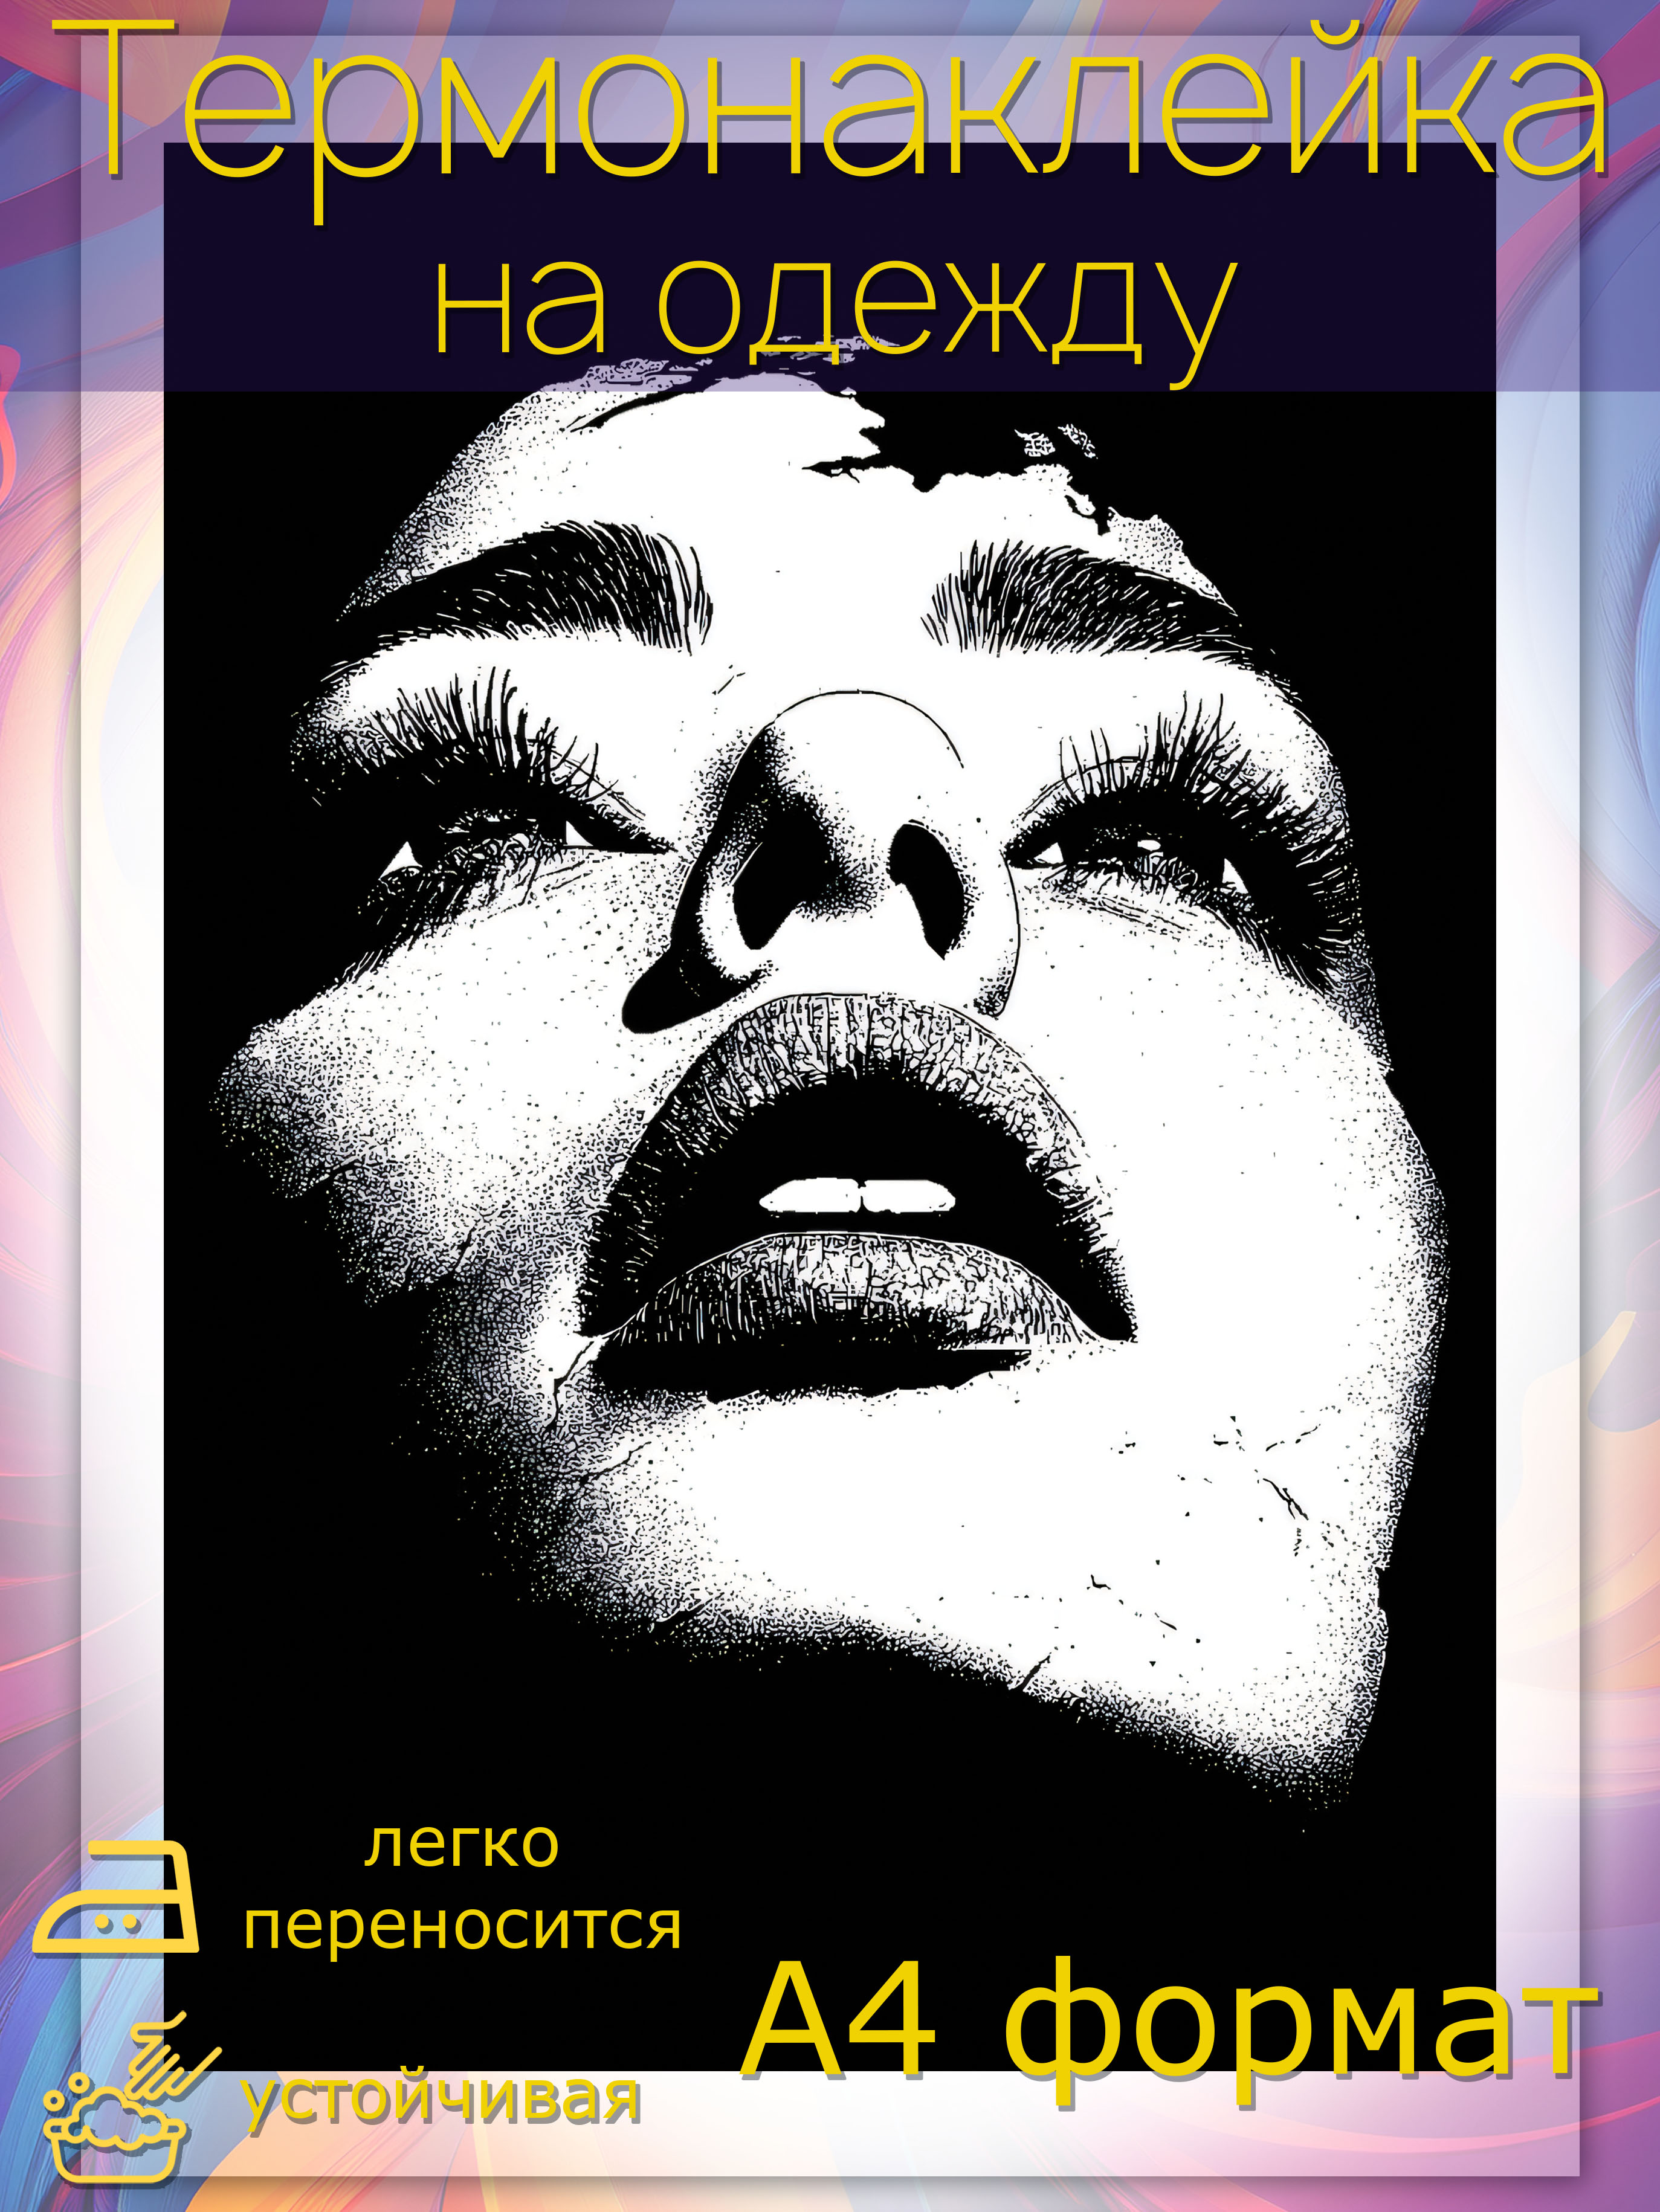 Термонаклейка
на одежду
легко
переносится
А4 формат
устойчивая